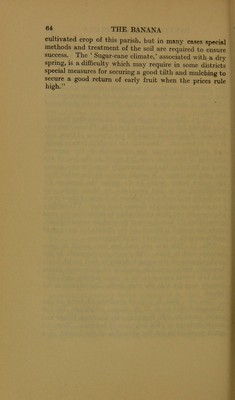 64 THE BANANA
cultivated crop of this parish, but in many cases special
methods and treatment of the soil are required to ensure
success. The ‘ Sugar-cane climate,’ associated with a dry
spring, is a difficulty which may require in some districts
special measures for securing a good tilth and mulching to
secure a good return of early fruit when the prices rule
high.”